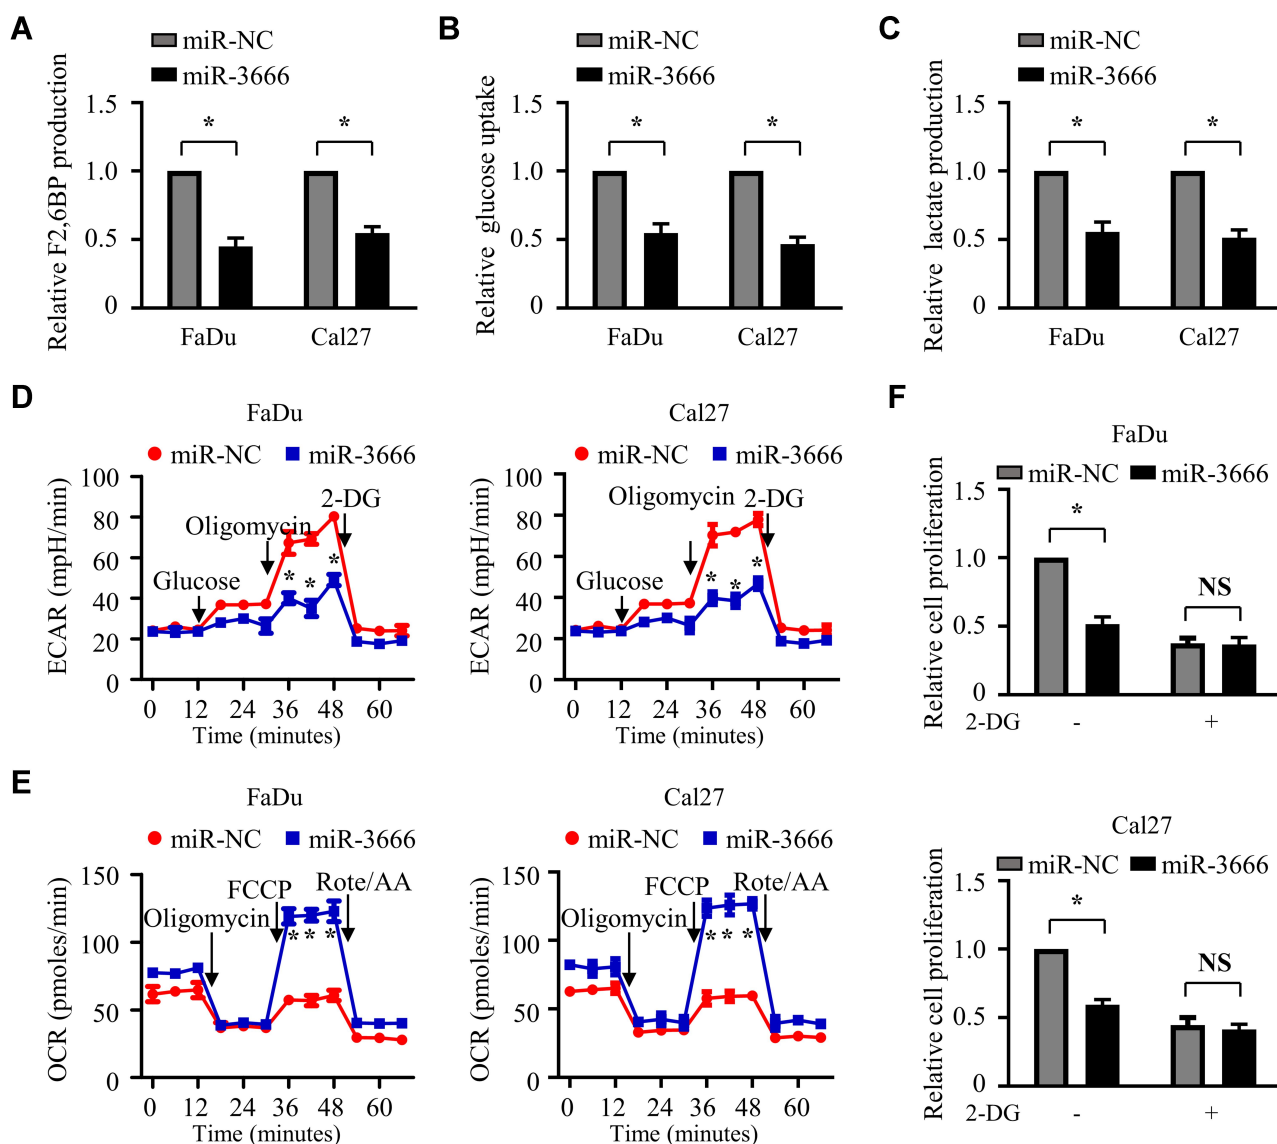 A
miR-NC
miR-3666
Relative F2,6BP production
1.5
1.0
0.5
0
*
*
FaDu
Cal27
B
miR-NC
miR-3666
Relative glucose uptake
1.5
1.0
0.5
0
*
*
FaDu
Cal27
C
miR-NC
miR-3666
Relative lactate production
1.5
1.0
0.5
0
*
*
FaDu
Cal27
D
FaDu
miR-NC
miR-3666
ECAR (mpH/min)
100
80
60
40
20
0
Glucose
Oligomycin
2-DG
*
*
*
0 12 24 36 48 60
Time (minutes)
Cal27
miR-NC
miR-3666
ECAR (mpH/min)
100
80
60
40
20
0
Glucose
Oligomycin
2-DG
*
*
*
0 12 24 36 48 60
Time (minutes)
E
FaDu
miR-NC
miR-3666
OCR (pmoles/min)
150
100
50
0
Oligomycin
FCCP
Rote/AA
* * *
0 12 24 36 48 60
Time (minutes)
Cal27
miR-NC
miR-3666
OCR (pmoles/min)
150
100
50
0
Oligomycin
FCCP
Rote/AA
* * *
0 12 24 36 48 60
Time (minutes)
F
FaDu
miR-NC
miR-3666
Relative cell proliferation
1.5
1.0
0.5
0
*
NS
2-DG - +
Cal27
miR-NC
miR-3666
Relative cell proliferation
1.5
1.0
0.5
0
*
NS
2-DG - +